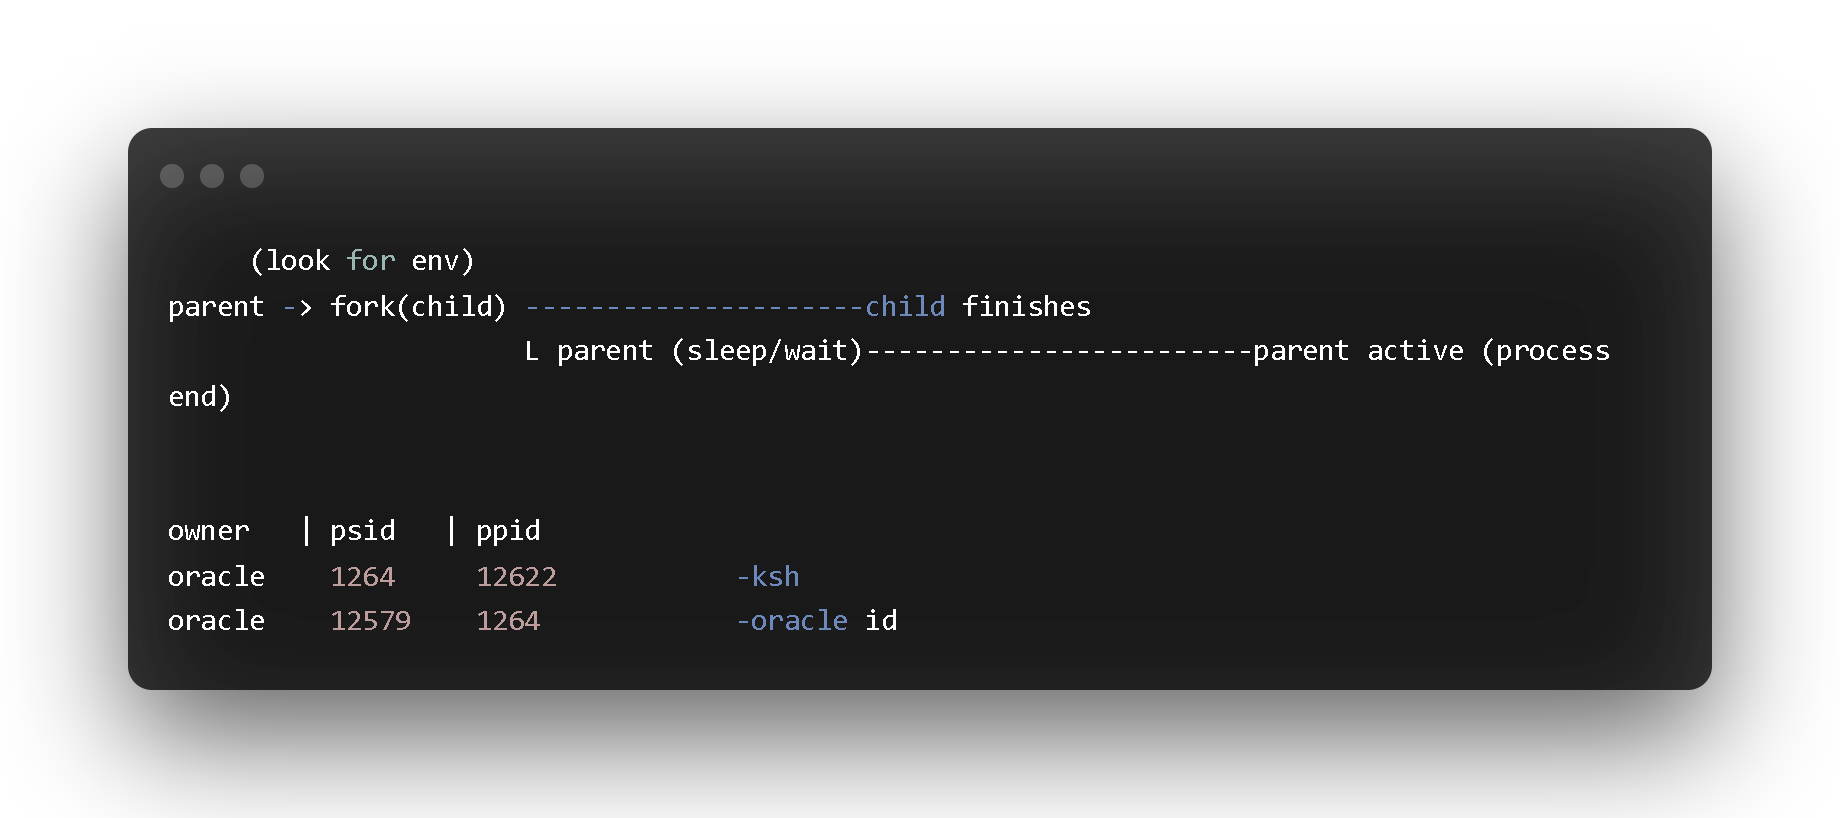 (look for env)
parent -> fork(child) ---------------------child finishes
L parent (sleep/wait)------------------------parent active (process
end)
owner | psid | ppid
oracle 1264 12622 -ksh
oracle 12579 1264 -oracle id